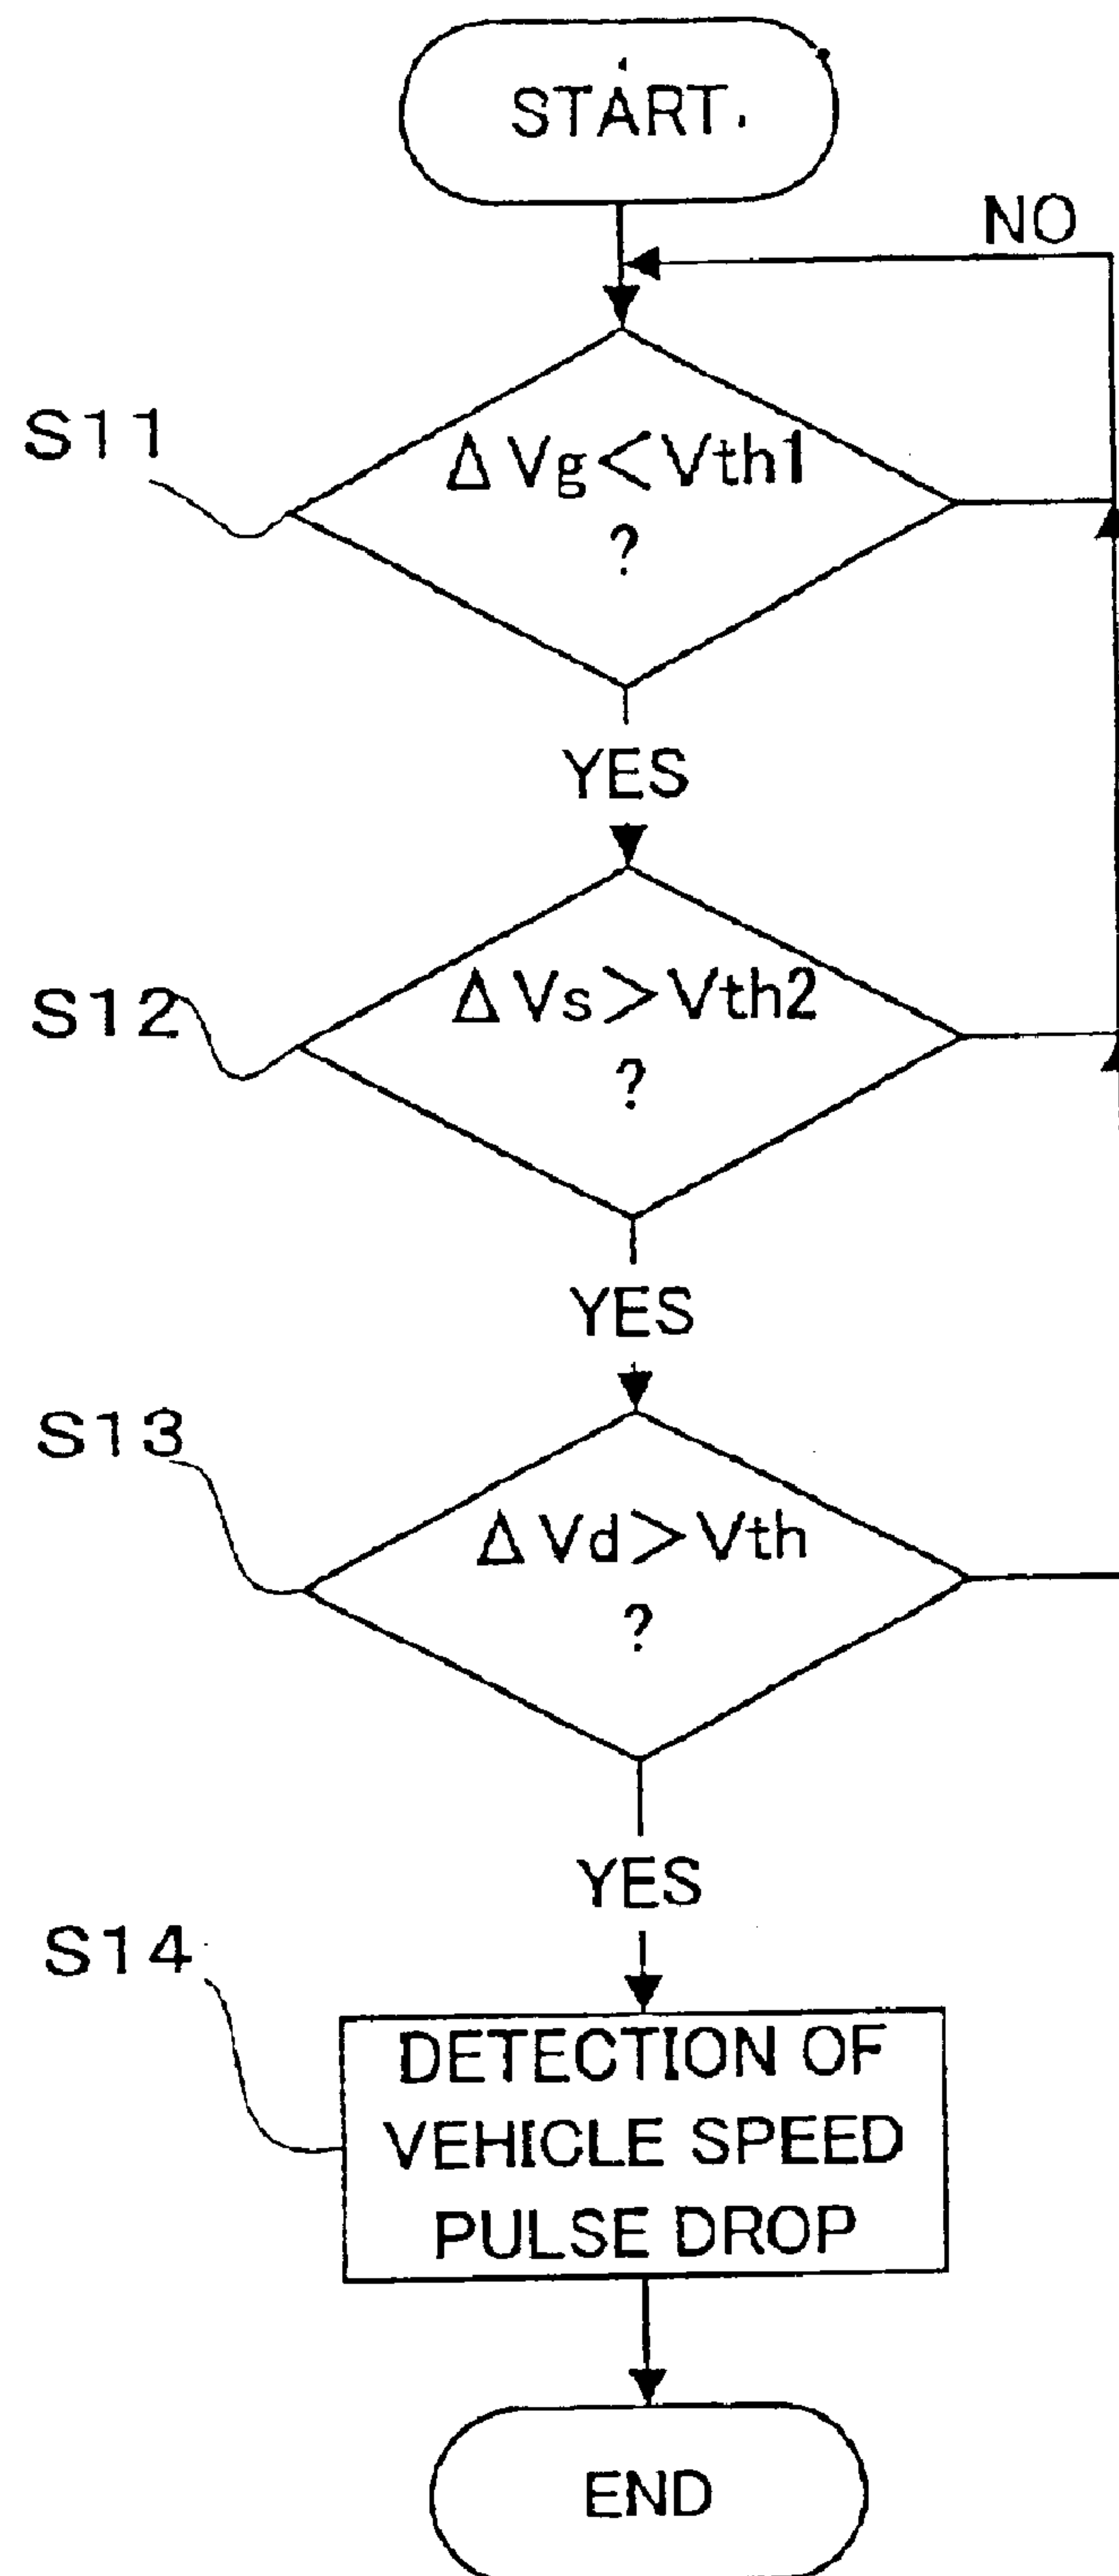 START.
NO
S11
ΔVg<Vth1
?
YES
S12
ΔVs>Vth2
?
YES
S13
ΔVd>Vth
?
YES
S14
DETECTION OF
VEHICLE SPEED
PULSE DROP
END